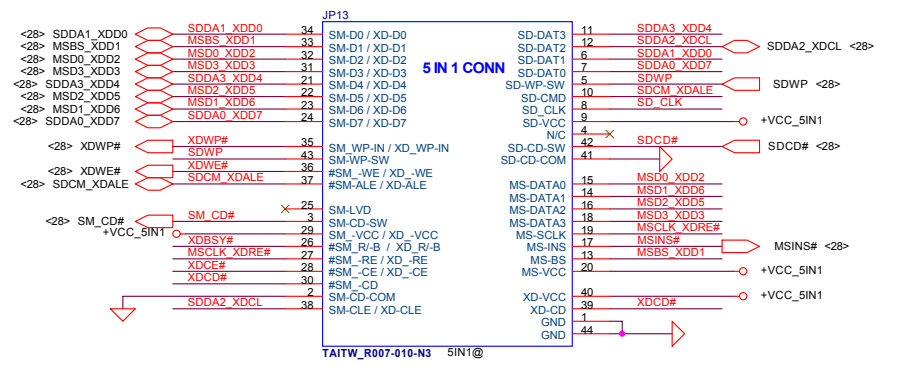 JP13
<28> SDDA1_XDD0 SDDA1_XDD0 34 SM-D0 / XD-D0 SD-DAT3 11 SDDA3_XDD4
<28> MSBS_XDD1 MSBS_XDD1 33 SM-D1 / XD-D1 SD-DAT2 12 SDDA2_XDCL SDDA2_XDCL <28>
<28> MSD0_XDD2 MSD0_XDD2 32 SM-D2 / XD-D2 SD-DAT1 6 SDDA1_XDD0
<28> MSD3_XDD3 MSD3_XDD3 31 SM-D3 / XD-D3 5 IN 1 CONN SD-DAT0 7 SDDA0_XDD7
<28> SDDA3_XDD4 SDDA3_XDD4 21 SM-D4 / XD-D4 SD-WP-SW 5 SDWP SDWP <28>
<28> MSD2_XDD5 MSD2_XDD5 22 SM-D5 / XD-D5 SD-CMD 10 SDCM_XDALE
<28> MSD1_XDD6 MSD1_XDD6 23 SM-D6 / XD-D6 SD_CLK 8 SD_CLK
<28> SDDA0_XDD7 SDDA0_XDD7 24 SM-D7 / XD-D7 SD-VCC 9 +VCC_5IN1
N/C 4
<28> XDWP# XDWP# 35 SM_WP-IN / XD_WP-IN SD-CD-SW 42 SDCD# SDCD# <28>
SDWP 43 SM-WP-SW SD-CD-COM 41
<28> XDWE# XDWE# 36 #SM_-WE / XD_-WE
<28> SDCM_XDALE SDCM_XDALE 37 #SM-ALE / XD-ALE MS-DATA0 15 MSD0_XDD2
MS-DATA1 14 MSD1_XDD6
25 SM-LVD MS-DATA2 16 MSD2_XDD5
<28> SM_CD# SM_CD# 3 SM-CD-SW MS-DATA3 18 MSD3_XDD3
+VCC_5IN1 29 SM_-VCC / XD_-VCC MS-SCLK 19 MSCLK_XDRE#
XDBSY# 26 #SM_R/-B / XD_R/-B MS-INS 17 MSINS# MSINS# <28>
MSCLK_XDRE# 27 #SM_-RE / XD_-RE MS-BS 13 MSBS_XDD1
XDCE# 28 #SM_-CE / XD_-CE MS-VCC 20 +VCC_5IN1
XDCD# 30 #SM_-CD
2 SM-CD-COM XD-VCC 40 +VCC_5IN1
SDDA2_XDCL 38 SM-CLE / XD-CLE XD-CD 39 XDCD#
GND 1
GND 44
TAITW_R007-010-N3 5IN1@